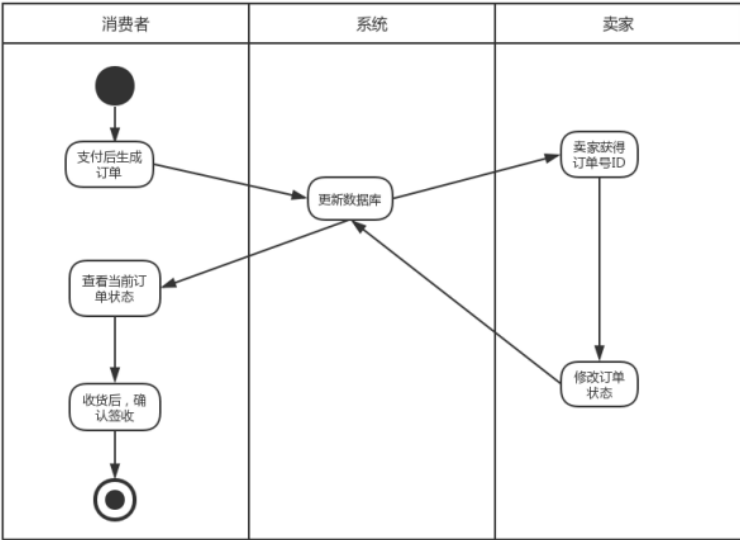 消费者
系统
卖家
支付后生成
订单
更新数据库
卖家获得
订单号ID
查看当前订
单状态
修改订单
状态
收货后，确
认签收